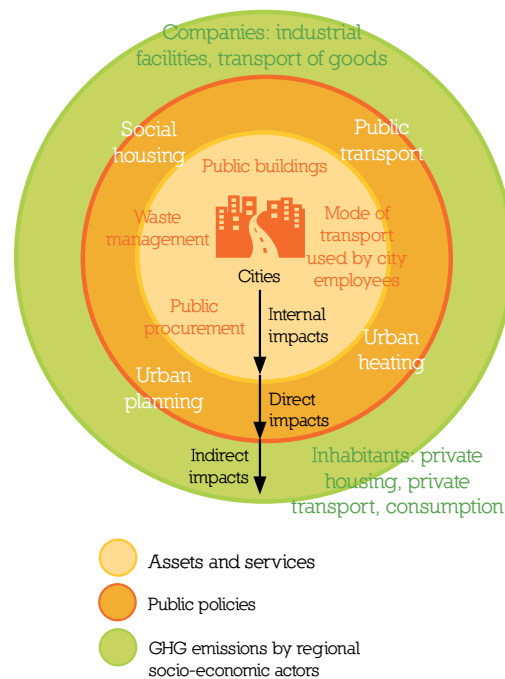 Companies: industrial
facilities, transport of goods
Social
housing
Public
transport
Public buildings
Waste
management
Mode of
transport
used by city
employees
Cities
Public
procurement
Internal
impacts
Urban
heating
Urban
planning
Direct
impacts
Indirect
impacts
Inhabitants: private
housing, private
transport, consumption
Assets and services
Public policies
GHG emissions by regional
socio-economic actors